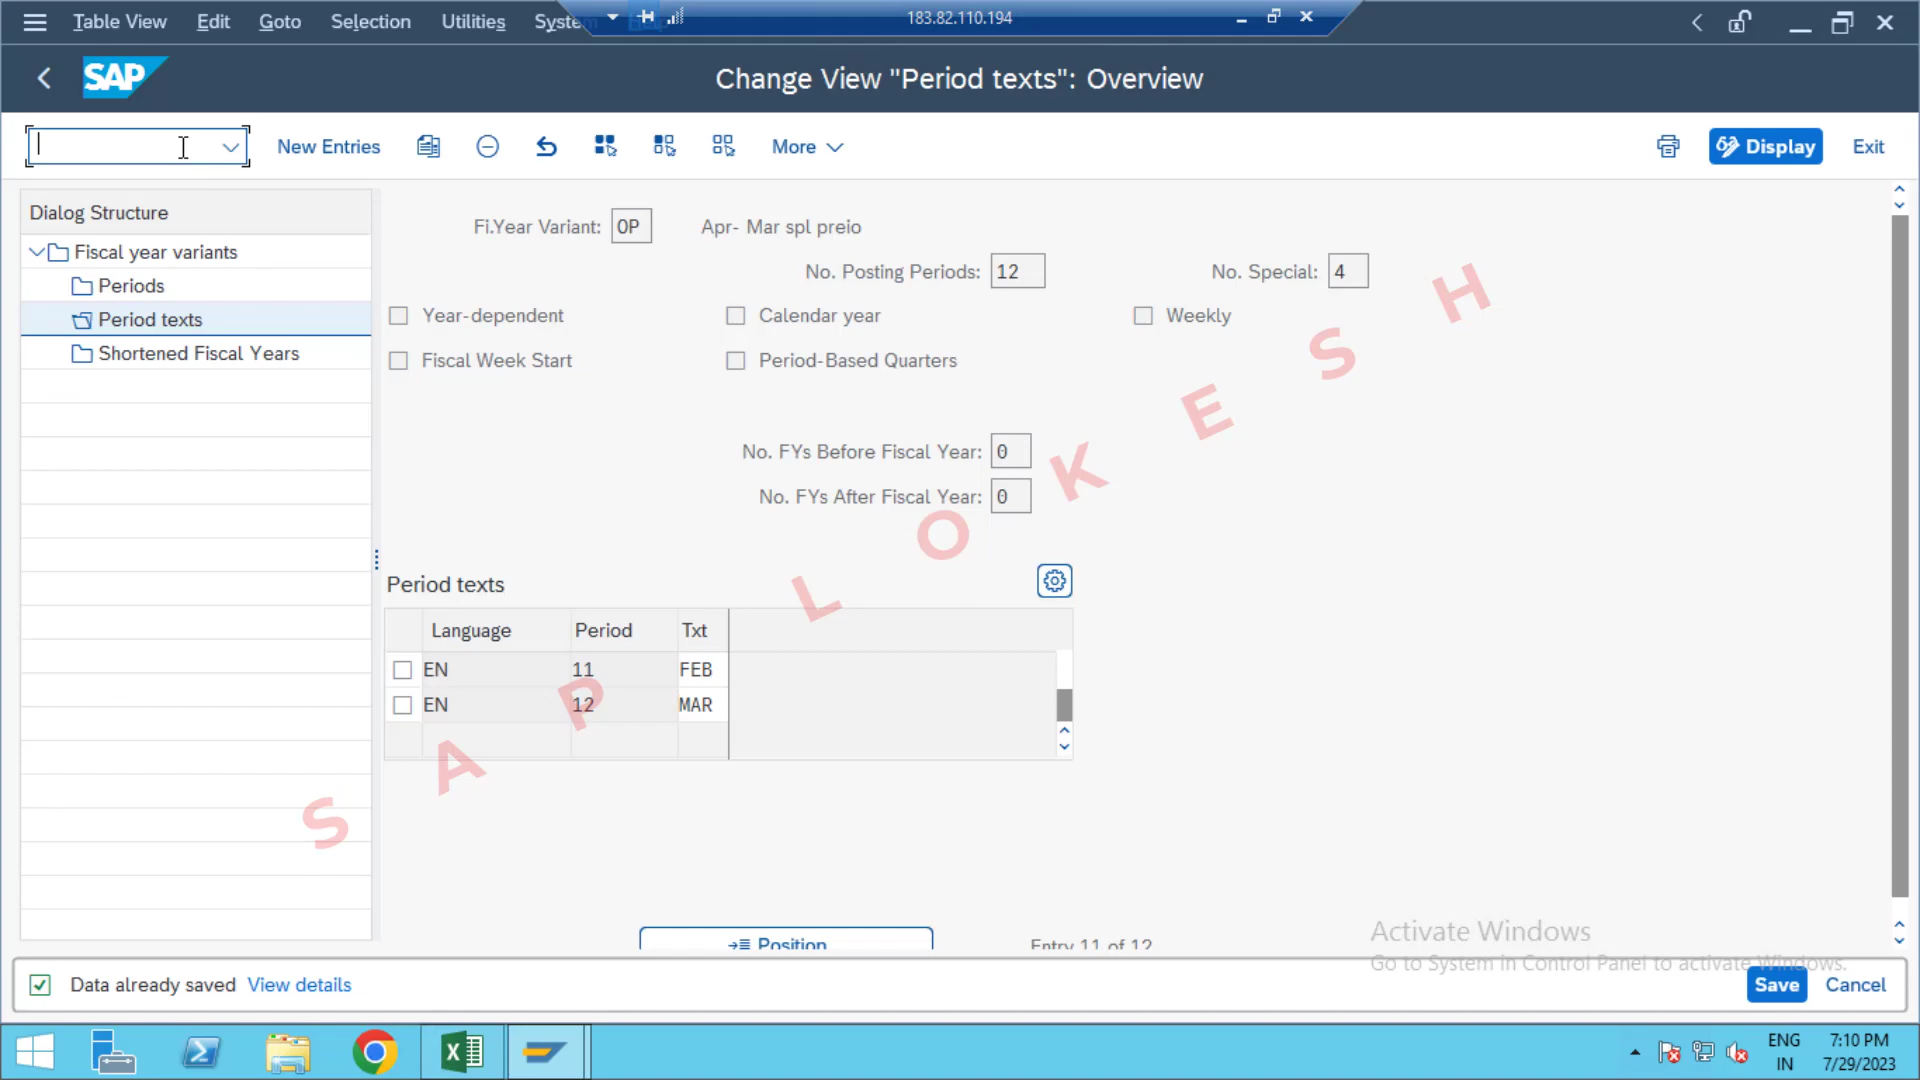 Table View Edit Goto Selection Utilities Syste 183.82.110.194
SAP Change View "Period texts": Overview
New Entries More Display Exit
Dialog Structure
Fiscal year variants
Periods
Period texts
Shortened Fiscal Years
Fi.Year Variant: OP Apr- Mar spl preio
No. Posting Periods: 12 No. Special: 4
Year-dependent Calendar year Weekly
Fiscal Week Start Period-Based Quarters
No. FYs Before Fiscal Year: 0
No. FYs After Fiscal Year: 0
Period texts
Language Period Txt
EN 11 FEB
EN 12 MAR
Position Entry 11 of 12
SAP LOKESH
Activate Windows
Go to System in Control Panel to activate Windows.
Data already saved View details Save Cancel
ENG 7:10 PM
IN 7/29/2023